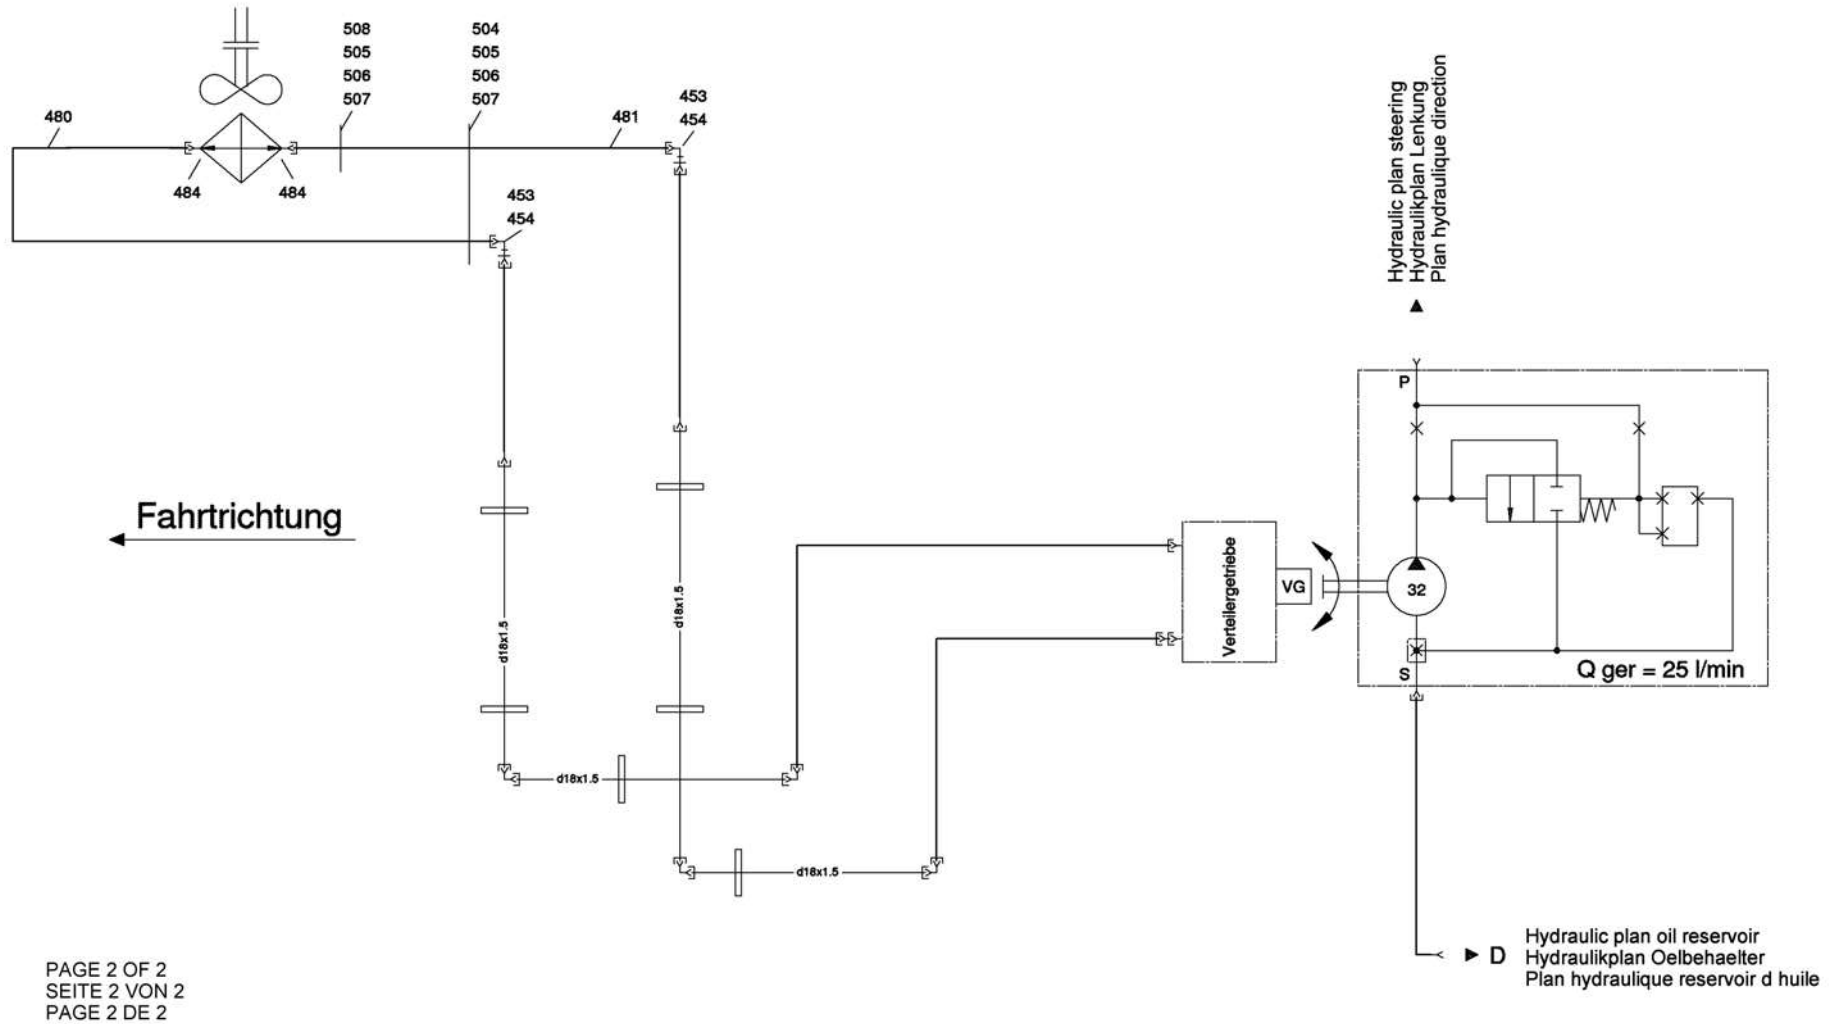 508
505
506
507
504
505
506
507
480
481
453
454
484
484
453
454
Hydraulic plan steering
Hydraulikplan Lenkung
Plan hydraulique direction
P
Fahrtrichtung
d18x1.5
d18x1.5
Verteilergetriebe
VG
32
S
Q ger = 25 l/min
d18x1.5
d18x1.5
D
Hydraulic plan oil reservoir
Hydraulikplan Oelbehaelter
Plan hydraulique reservoir d huile
PAGE 2 OF 2
SEITE 2 VON 2
PAGE 2 DE 2